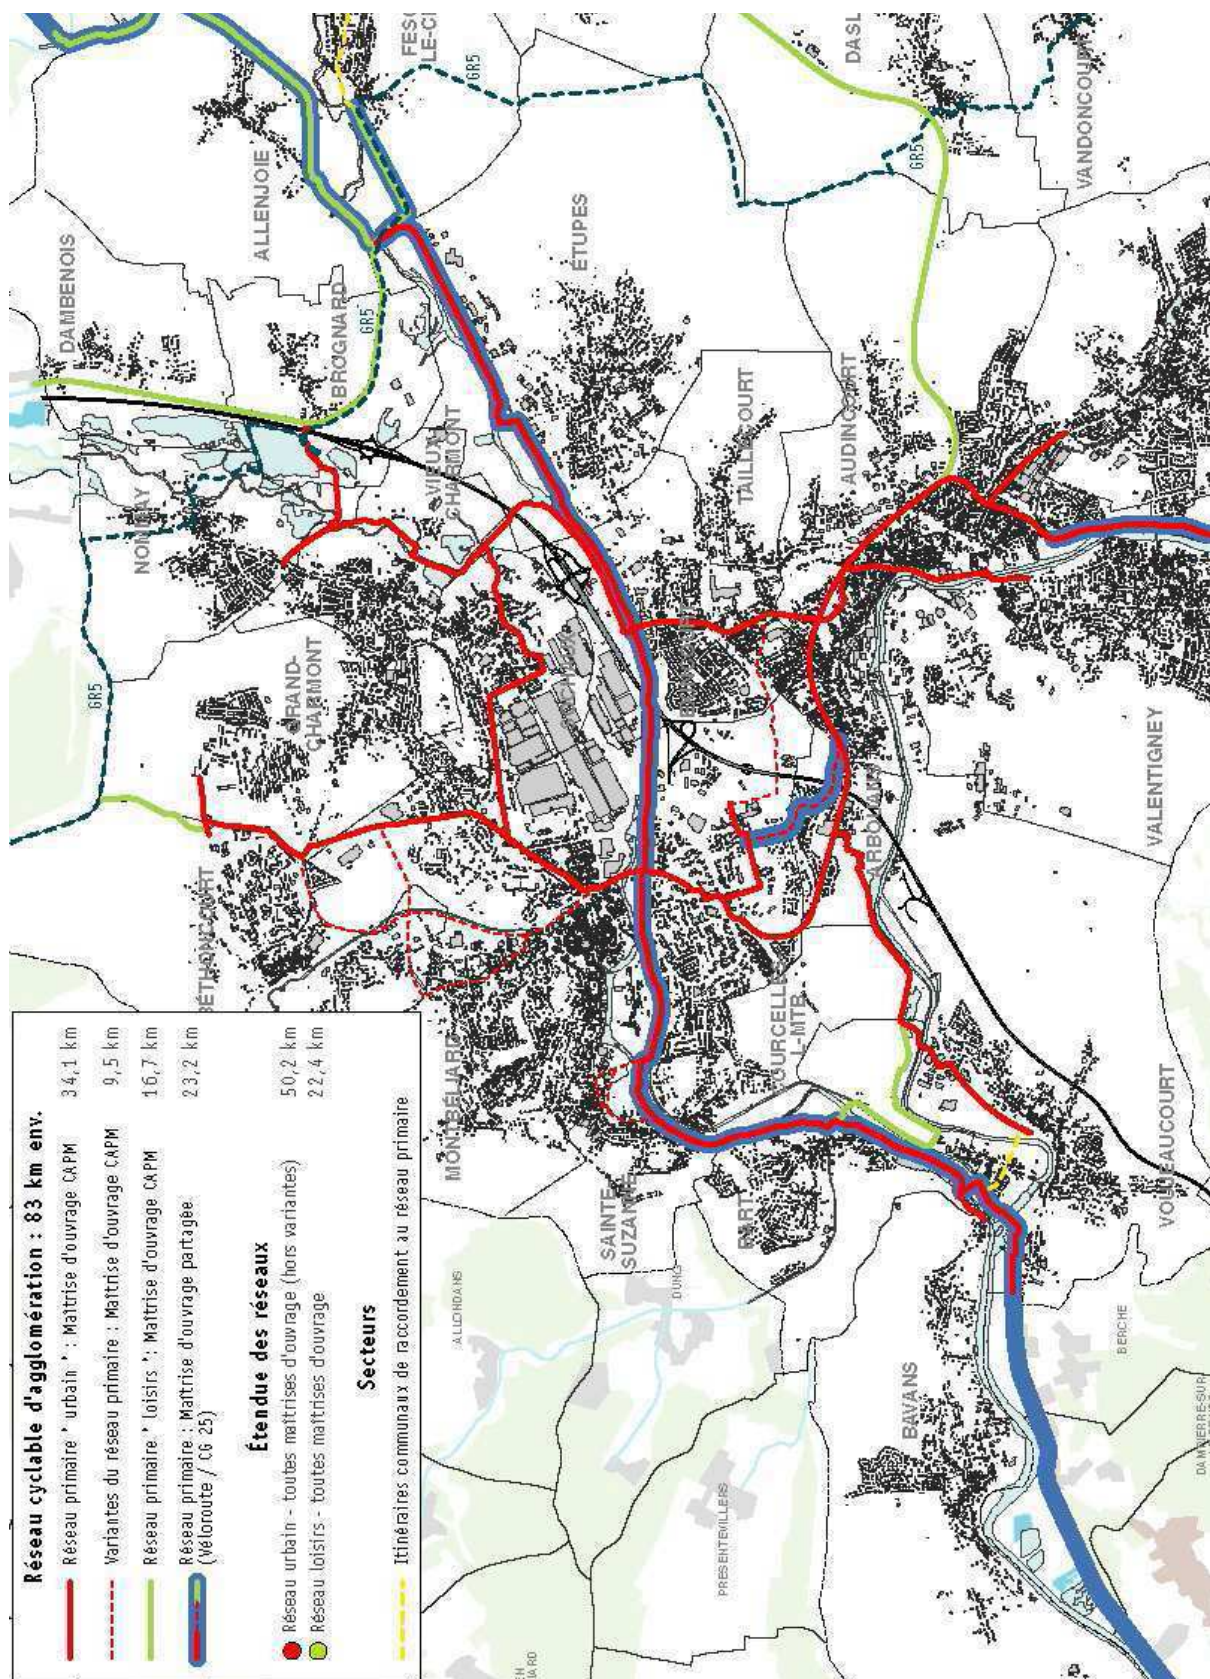 Réseau cyclable d'agglomération : 83 km env.
Réseau primaire " urbain " : Maîtrise d'ouvrage CAPM 34,1 km
Variantes du réseau primaire : Maîtrise d'ouvrage CAPM 9,5 km
Réseau primaire " loisirs " : Maîtrise d'ouvrage CAPM 16,7 km
Réseau primaire : Maîtrise d'ouvrage partagée 23,2 km
(Véloroute / CG 25)
Étendue des réseaux
Réseau urbain - toutes maîtrises d'ouvrage (hors variantes) 50,2 km
Réseau loisirs - toutes maîtrises d'ouvrage 22,4 km
Secteurs
Itinéraires communaux de raccordement au réseau primaire
BÉTHONCOURT
GR5
GRAND-
CHARMONT
NOMMAY
DAMBENOIS
BROGNARD
GR5
ALLENJOIE
VIEUX
CHARMONT
ÉTUPES
GR5
GR5
VANDONCOURT
TAILLECOURT
AUDINCOURT
MONTBÉLIARD
ARBOUANS
VALENTIGNEY
COURCELLES
L-MTB
SAINTE
SUZANNE
BART
VOUJEAUCOURT
BAVANS
ALLONDANS
DUNG
PRESENTEVILLERS
BERCHE